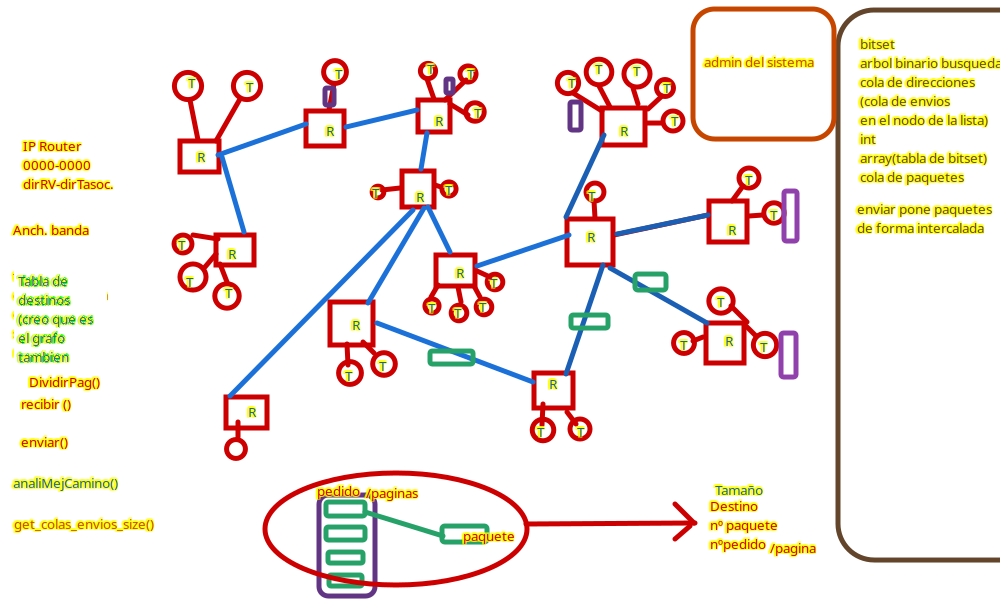 IP Router
0000-0000
dirRV-dirTasoc.
Anch. banda
Tabla de
destinos
(creo que es
el grafo
tambien
DividirPag()
recibir ()
enviar()
analiMejCamino()
get_colas_envios_size()
T
T
R
T
R
T
T
T
R
T
T
T
T
T
R
T
T
R
T
T
T
R
T
R
T
T
R
T
T
T
T
R
T
T
R
T
T
R
T
T
T
R
T
T
R
T
T
R
admin del sistema
bitset
arbol binario busqueda
cola de direcciones
(cola de envios
en el nodo de la lista)
int
array(tabla de bitset)
cola de paquetes
enviar pone paquetes
de forma intercalada
pedido /paginas
paquete
Tamaño
Destino
nº paquete
nºpedido /pagina